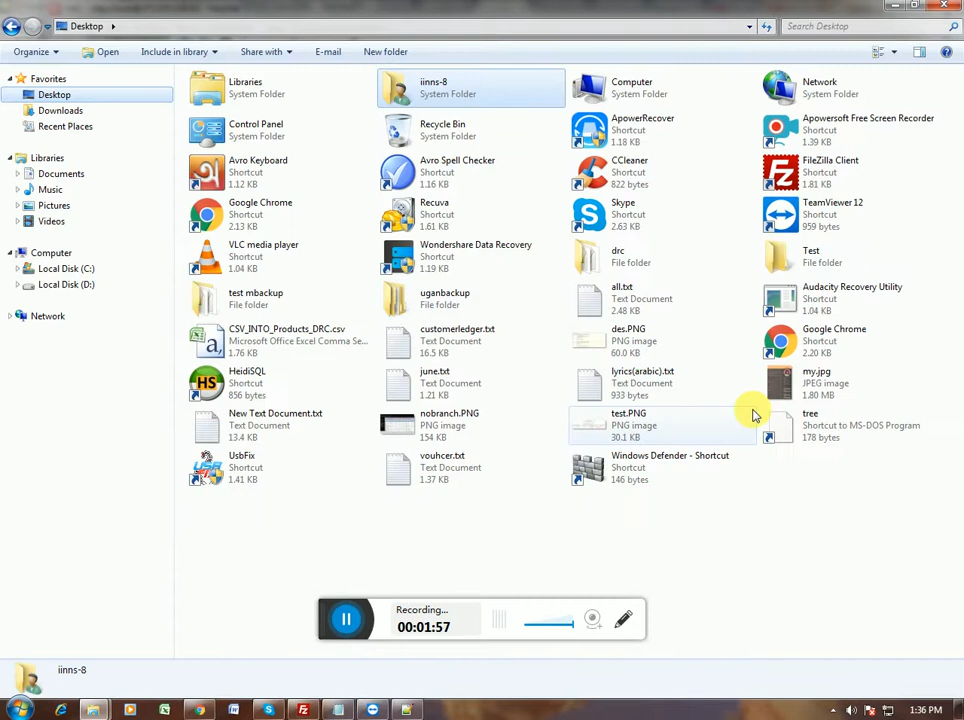 Desktop
Search Desktop
Organize Open Include in library Share with E-mail New folder
Favorites
Desktop
Downloads
Recent Places
Libraries
Documents
Music
Pictures
Videos
Computer
Local Disk (C:)
Local Disk (D:)
Network
Libraries
System Folder
iinns-8
System Folder
Computer
System Folder
Network
System Folder
Control Panel
System Folder
Recycle Bin
System Folder
ApowerRecover
Shortcut
1.18 KB
Apowersoft Free Screen Recorder
Shortcut
1.39 KB
Avro Keyboard
Shortcut
1.12 KB
Avro Spell Checker
Shortcut
1.16 KB
CCleaner
Shortcut
822 bytes
FileZilla Client
Shortcut
1.81 KB
Google Chrome
Shortcut
2.13 KB
Recuva
Shortcut
1.61 KB
Skype
Shortcut
2.63 KB
TeamViewer 12
Shortcut
959 bytes
VLC media player
Shortcut
1.04 KB
Wondershare Data Recovery
Shortcut
1.19 KB
drc
File folder
Test
File folder
test mbackup
File folder
uganbackup
File folder
all.txt
Text Document
2.48 KB
Audacity Recovery Utility
Shortcut
1.04 KB
CSV_INTO_Products_DRC.csv
Microsoft Office Excel Comma Se...
1.76 KB
customerledger.txt
Text Document
16.5 KB
des.PNG
PNG image
60.0 KB
Google Chrome
Shortcut
2.20 KB
HeidiSQL
Shortcut
856 bytes
june.txt
Text Document
1.21 KB
lyrics(arabic).txt
Text Document
933 bytes
my.jpg
JPEG image
1.80 MB
New Text Document.txt
Text Document
13.4 KB
nobranch.PNG
PNG image
154 KB
test.PNG
PNG image
30.1 KB
tree
Shortcut to MS-DOS Program
178 bytes
UsbFix
Shortcut
1.41 KB
vouhcer.txt
Text Document
1.37 KB
Windows Defender - Shortcut
Shortcut
146 bytes
Recording...
00:01:57
iinns-8
1:36 PM